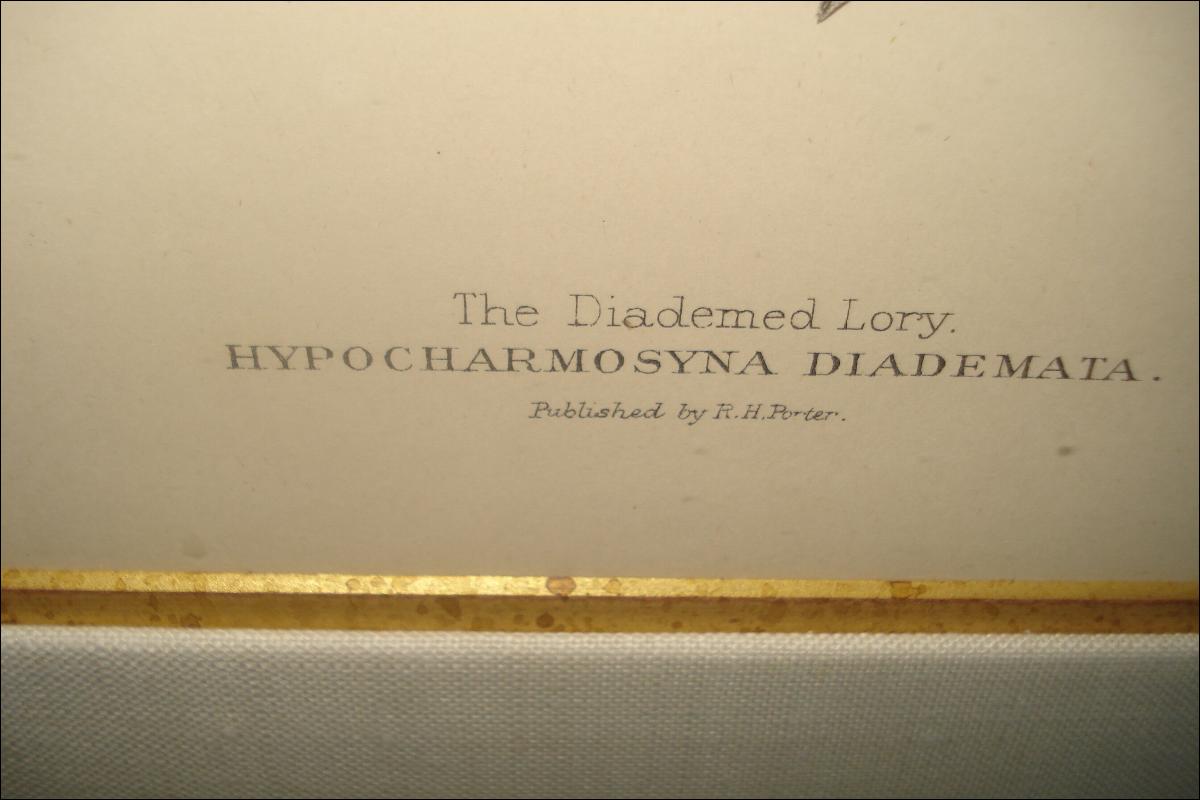 The Diademed Lory.
HYPOCHARMOSYNA DIADEMATA.
Published by R.H.Porter.